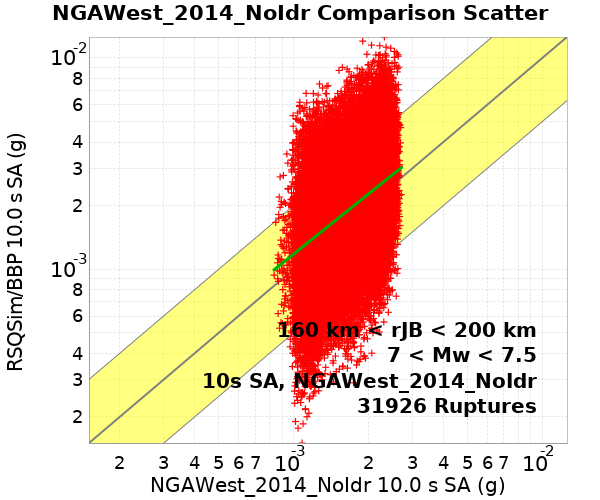 NGAWest_2014_NoIdr Comparison Scatter
10-2
8
6
4
3
2
10-3
8
6
4
3
2
RSQSim/BBP 10.0 s SA (g)
160 km < rJB < 200 km
7 < Mw < 7.5
10s SA, NGAWest_2014_NoIdr
31926 Ruptures
2 3 4 5 6 7 10-3 2 3 4 5 6 7 10-2
NGAWest_2014_NoIdr 10.0 s SA (g)